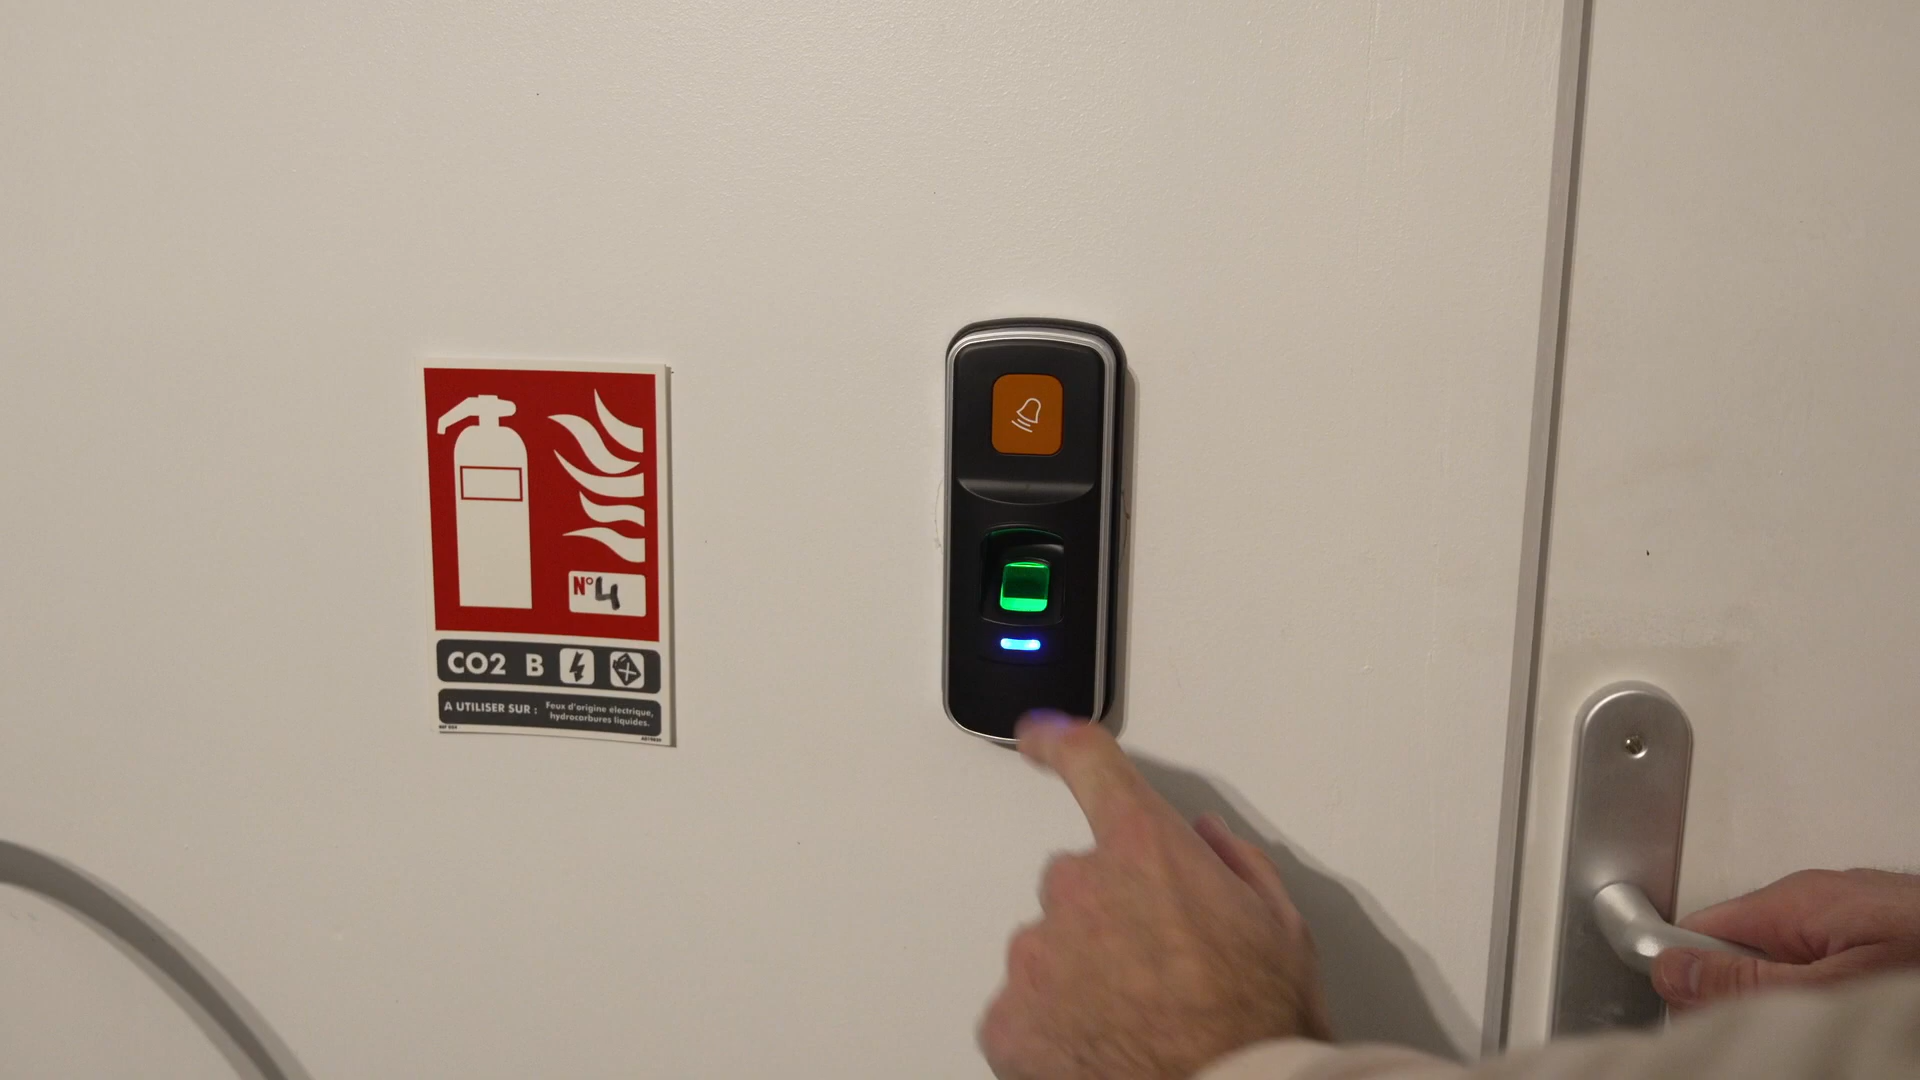 N° 4
CO2 B
A UTILISER SUR :
Feux d'origine électrique,
hydrocarbures liquides.